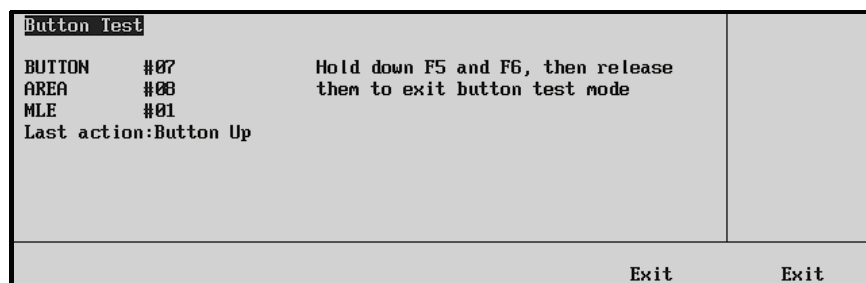 Button Test
BUTTON #07 Hold down F5 and F6, then release
AREA #08 them to exit button test mode
MLE #01
Last action:Button Up
Exit Exit